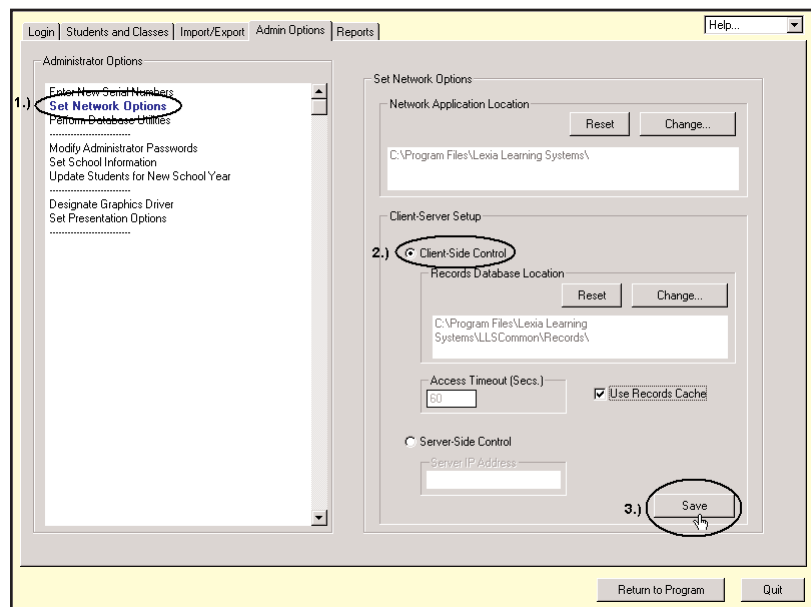 Login
Students and Classes
Import/Export
Admin Options
Reports
Help...
Administrator Options
1.)
Enter New Serial Numbers
Set Network Options
Perform Database Utilities
--------------------------
Modify Administrator Passwords
Set School Information
Update Students for New School Year
--------------------------
Designate Graphics Driver
Set Presentation Options
--------------------------
Set Network Options
Network Application Location
Reset
Change...
C:\Program Files\Lexia Learning Systems\
Client-Server Setup
2.)
Client-Side Control
Records Database Location
Reset
Change...
C:\Program Files\Lexia Learning
Systems\LLSCommon\Records\
Access Timeout (Secs.)
60
Use Records Cache
Server-Side Control
Server IP Address
3.)
Save
Return to Program
Quit